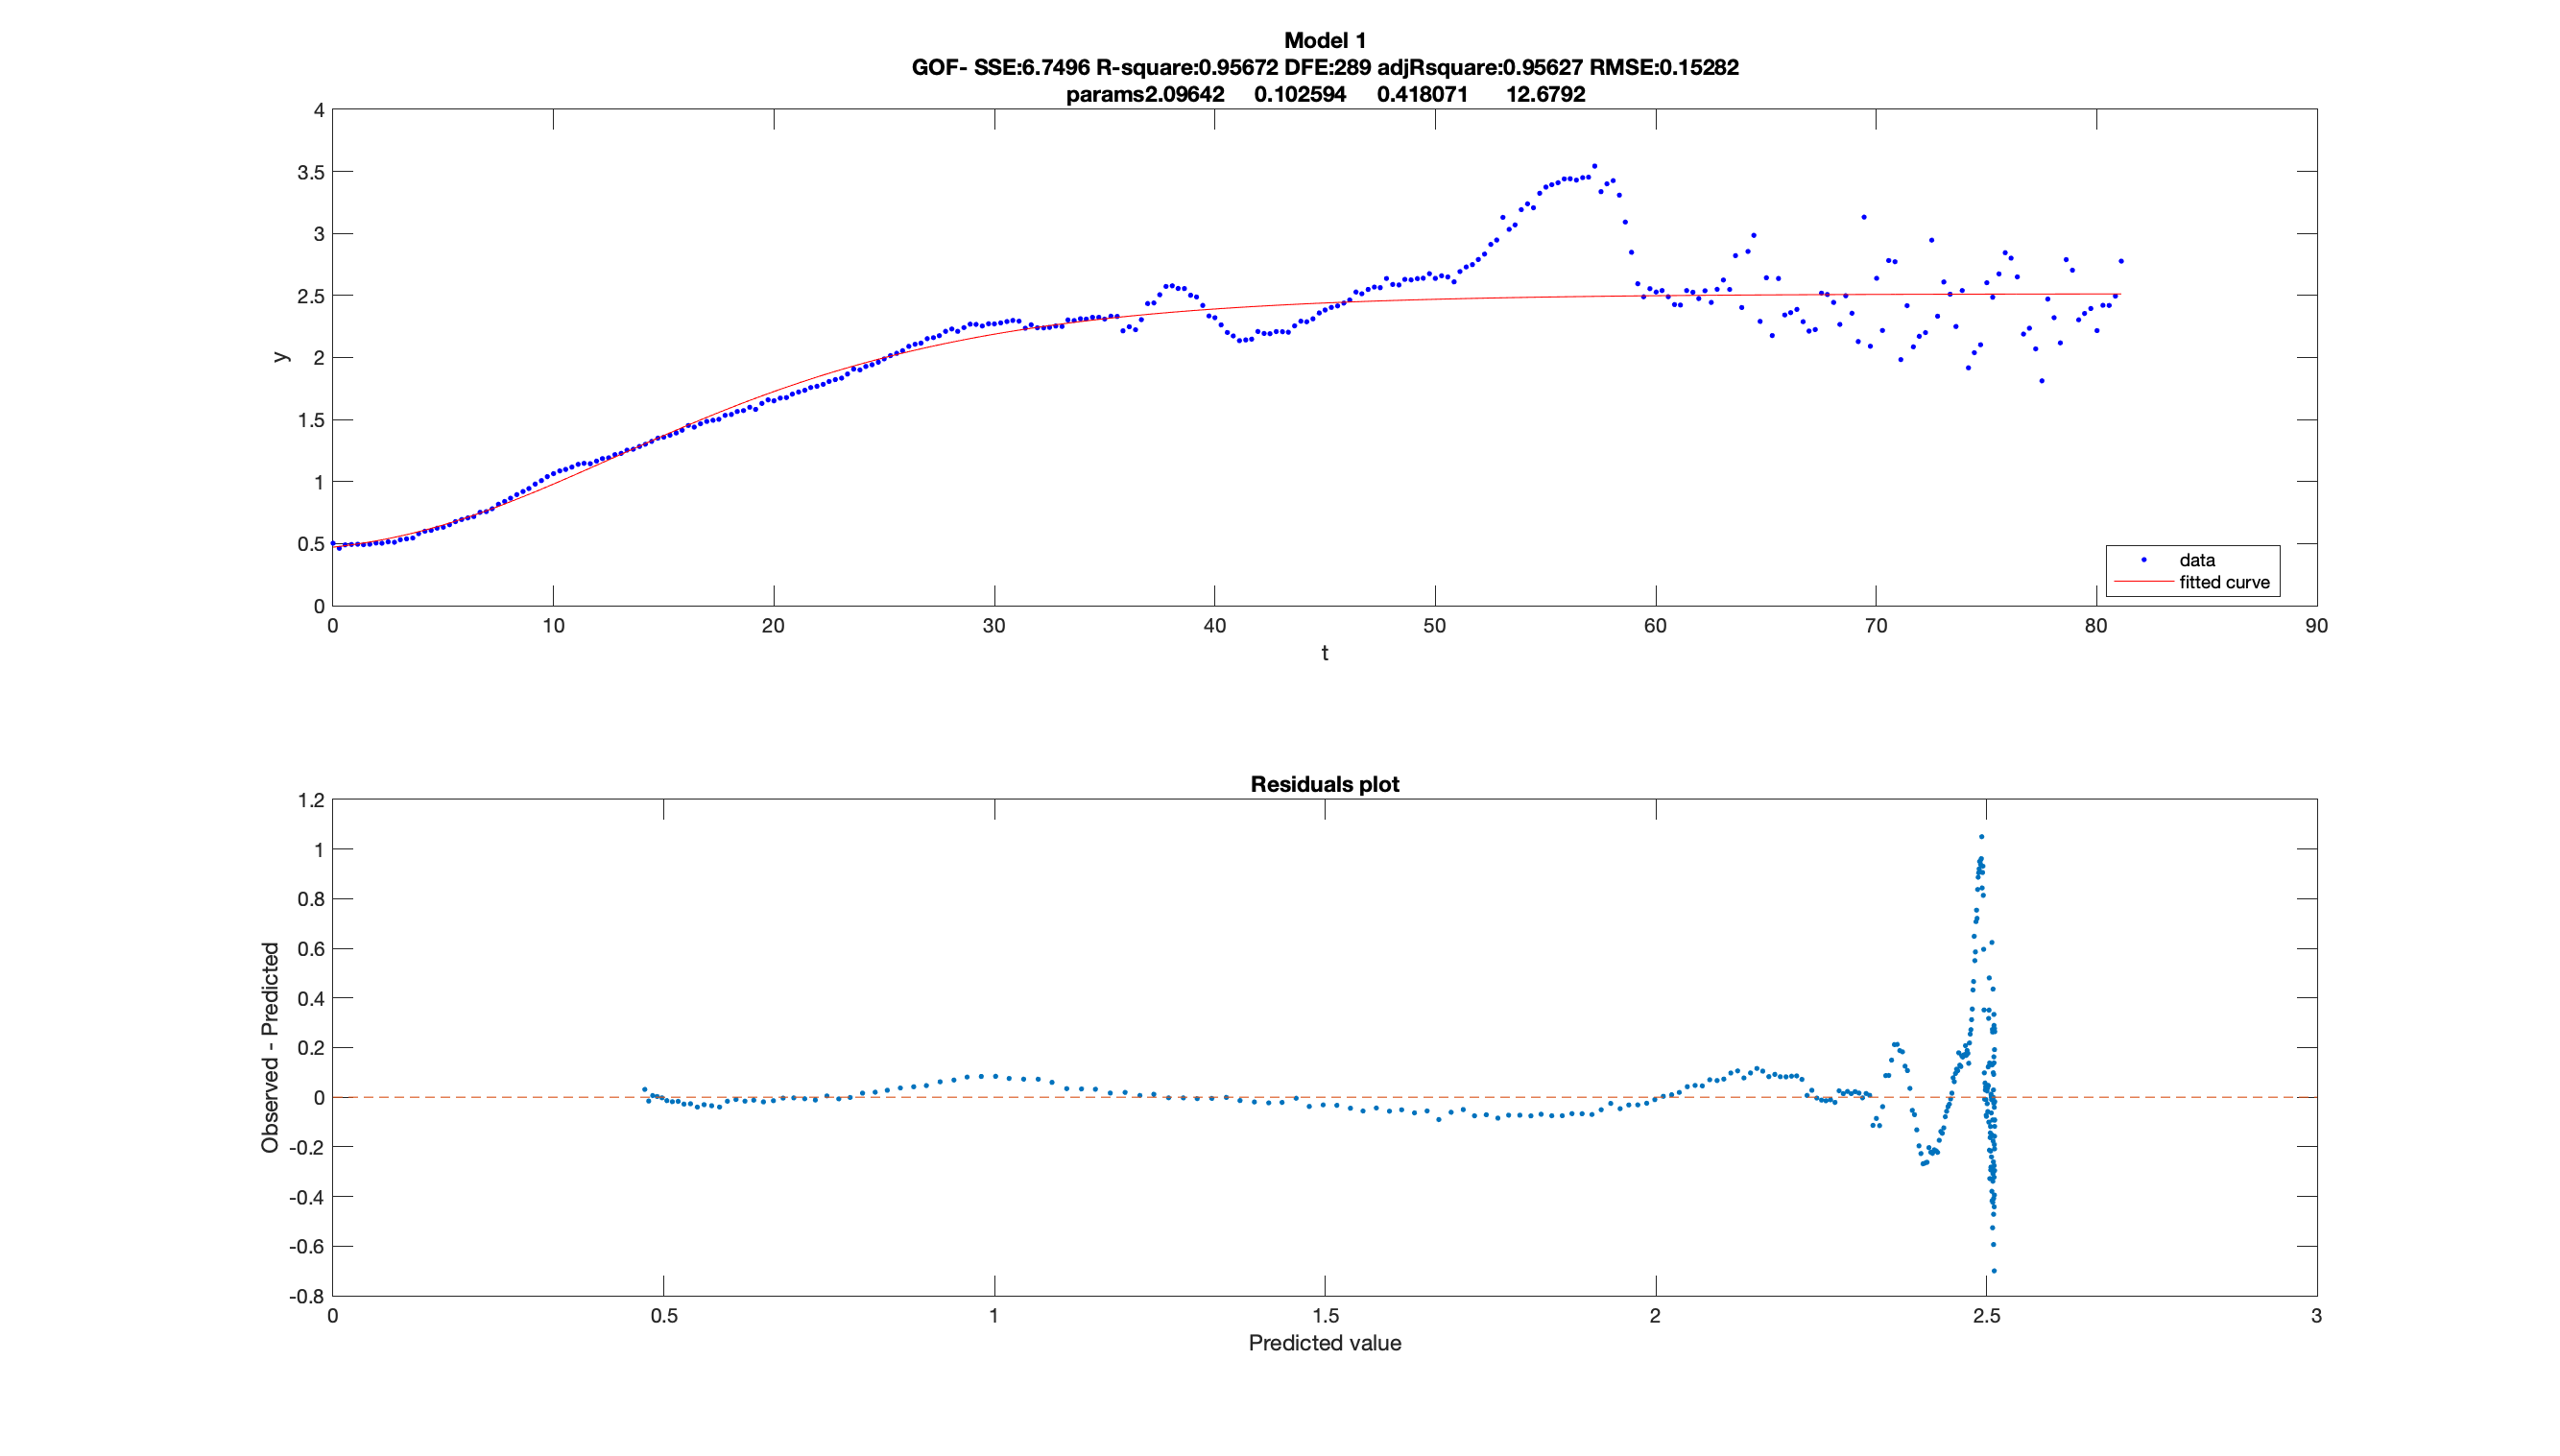 Model 1
GOF- SSE:6.7496 R-square:0.95672 DFE:289 adjRsquare:0.95627 RMSE:0.15282
params2.09642 0.102594 0.418071 12.6792
4
3.5
3
2.5
2
1.5
1
0.5
0
y
0 10 20 30 40 50 60 70 80 90
t
data
fitted curve
Residuals plot
1.2
1
0.8
0.6
0.4
0.2
0
-0.2
-0.4
-0.6
-0.8
Observed - Predicted
0 0.5 1 1.5 2 2.5 3
Predicted value